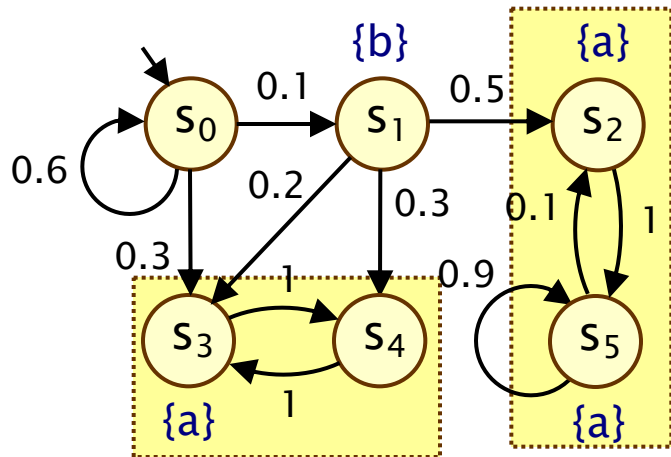 {b} {a}
0.1 0.5
s₀ s₁ s₂
0.6 0.2 0.3 0.1 1
0.3 1 0.9
s₃ s₄ s₅
1
{a} {a}